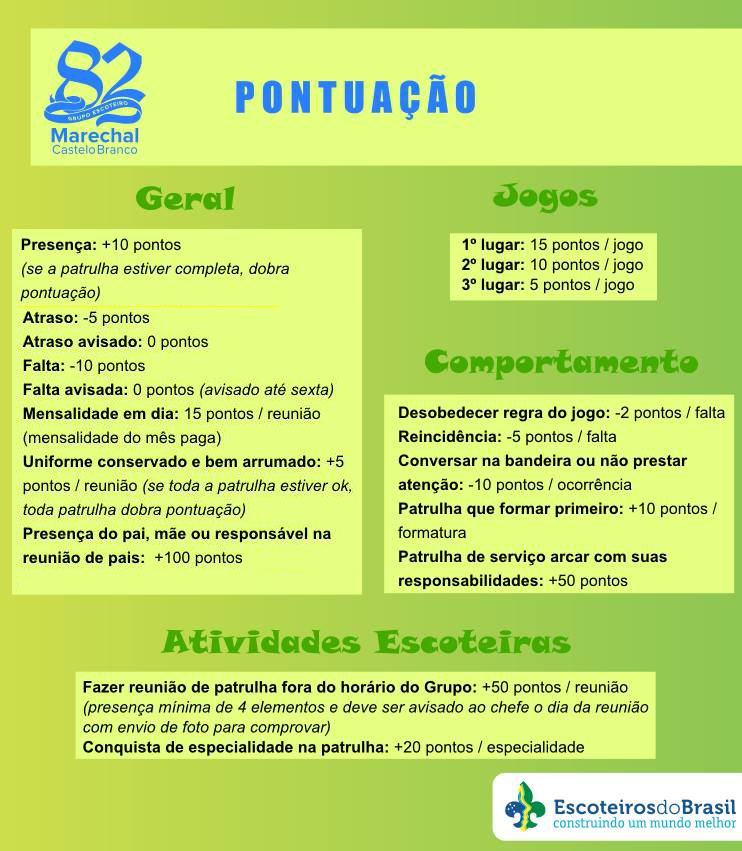 82
GRUPO ESCOTEIRO
Marechal
Castelo Branco
PONTUAÇÃO
Geral
Presença: +10 pontos
(se a patrulha estiver completa, dobra
pontuação)
Atraso: -5 pontos
Atraso avisado: 0 pontos
Falta: -10 pontos
Falta avisada: 0 pontos (avisado até sexta)
Mensalidade em dia: 15 pontos / reunião
(mensalidade do mês paga)
Uniforme conservado e bem arrumado: +5
pontos / reunião (se toda a patrulha estiver ok,
toda patrulha dobra pontuação)
Presença do pai, mãe ou responsável na
reunião de pais: +100 pontos
Jogos
1º lugar: 15 pontos / jogo
2º lugar: 10 pontos / jogo
3º lugar: 5 pontos / jogo
Comportamento
Desobedecer regra do jogo: -2 pontos / falta
Reincidência: -5 pontos / falta
Conversar na bandeira ou não prestar
atenção: -10 pontos / ocorrência
Patrulha que formar primeiro: +10 pontos /
formatura
Patrulha de serviço arcar com suas
responsabilidades: +50 pontos
Atividades Escoteiras
Fazer reunião de patrulha fora do horário do Grupo: +50 pontos / reunião
(presença mínima de 4 elementos e deve ser avisado ao chefe o dia da reunião
com envio de foto para comprovar)
Conquista de especialidade na patrulha: +20 pontos / especialidade
EscoteirosdoBrasil
construindo um mundo melhor